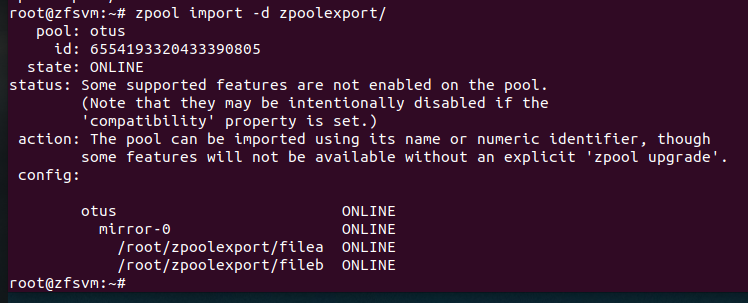 root@zfsvm:~# zpool import -d zpoolexport/
pool: otus
id: 6554193320433390805
state: ONLINE
status: Some supported features are not enabled on the pool.
(Note that they may be intentionally disabled if the
'compatibility' property is set.)
action: The pool can be imported using its name or numeric identifier, though
some features will not be available without an explicit 'zpool upgrade'.
config:
otus ONLINE
mirror-0 ONLINE
/root/zpoolexport/filea ONLINE
/root/zpoolexport/fileb ONLINE
root@zfsvm:~#